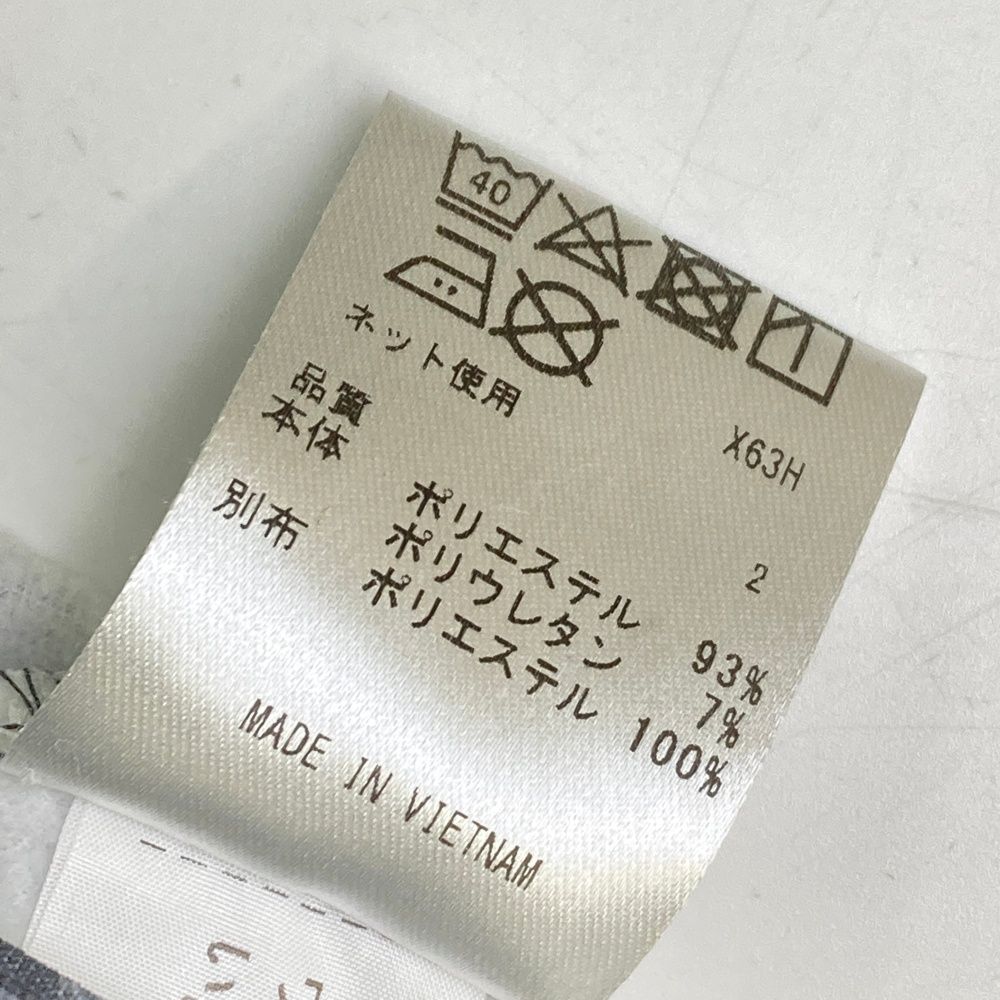 40
ネット使用
X63H
品質
本体
2
別布
ポリエステル 93%
ポリウレタン 7%
ポリエステル 100%
MADE IN VIETNAM